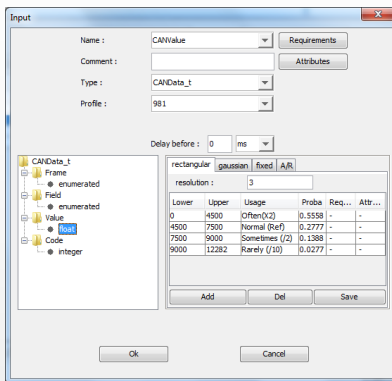 Input
Name : CANValue Requirements
Comment : Attributes
Type : CANData_t
Profile : 981
Delay before : 0 ms
CANData_t
Frame
enumerated
Field
enumerated
Value
float
Code
integer
rectangular gaussian fixed A/R
resolution : 3
Lower Upper Usage Proba Req... Attr...
0 4500 Often(X2) 0.5558 - -
4500 7500 Normal (Ref) 0.2777 - -
7500 9000 Sometimes (/2) 0.1388 - -
9000 12282 Rarely (/10) 0.0277 - -
Add Del Save
Ok Cancel